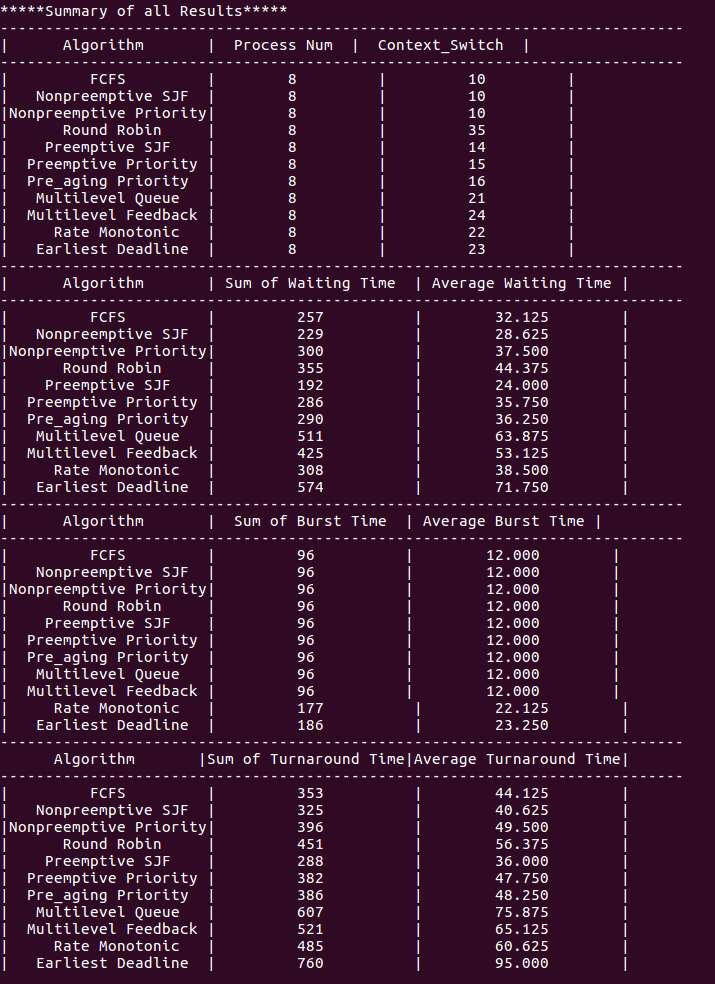 *****Summary of all Results*****
----------------------------------------------------------------------------
|      Algorithm       |  Process Num  |  Context_Switch  |
----------------------------------------------------------------------------
|         FCFS         |        8         |         10         |
|   Nonpreemptive SJF  |        8         |         10         |
|Nonpreemptive Priority|        8         |         10         |
|      Round Robin     |        8         |         35         |
|    Preemptive SJF    |        8         |         14         |
|  Preemptive Priority |        8         |         15         |
|  Pre_aging Priority  |        8         |         16         |
|   Multilevel Queue   |        8         |         21         |
|  Multilevel Feedback |        8         |         24         |
|     Rate Monotonic   |        8         |         22         |
|   Earliest Deadline  |        8         |         23         |
----------------------------------------------------------------------------
|      Algorithm       | Sum of Waiting Time  | Average Waiting Time |
----------------------------------------------------------------------------
|         FCFS         |         257          |        32.125        |
|   Nonpreemptive SJF  |         229          |        28.625        |
|Nonpreemptive Priority|         300          |        37.500        |
|      Round Robin     |         355          |        44.375        |
|    Preemptive SJF    |         192          |        24.000        |
|  Preemptive Priority |         286          |        35.750        |
|  Pre_aging Priority  |         290          |        36.250        |
|   Multilevel Queue   |         511          |        63.875        |
|  Multilevel Feedback |         425          |        53.125        |
|     Rate Monotonic   |         308          |        38.500        |
|   Earliest Deadline  |         574          |        71.750        |
----------------------------------------------------------------------------
|      Algorithm       |  Sum of Burst Time  | Average Burst Time |
----------------------------------------------------------------------------
|         FCFS         |         96          |        12.000        |
|   Nonpreemptive SJF  |         96          |        12.000        |
|Nonpreemptive Priority|         96          |        12.000        |
|      Round Robin     |         96          |        12.000        |
|    Preemptive SJF    |         96          |        12.000        |
|  Preemptive Priority |         96          |        12.000        |
|  Pre_aging Priority  |         96          |        12.000        |
|   Multilevel Queue   |         96          |        12.000        |
|  Multilevel Feedback |         96          |        12.000        |
|     Rate Monotonic   |         177          |        22.125        |
|   Earliest Deadline  |         186          |        23.250        |
----------------------------------------------------------------------------
      Algorithm       |Sum of Turnaround Time|Average Turnaround Time|
----------------------------------------------------------------------------
|         FCFS         |         353          |        44.125        |
|   Nonpreemptive SJF  |         325          |        40.625        |
|Nonpreemptive Priority|         396          |        49.500        |
|      Round Robin     |         451          |        56.375        |
|    Preemptive SJF    |         288          |        36.000        |
|  Preemptive Priority |         382          |        47.750        |
|  Pre_aging Priority  |         386          |        48.250        |
|   Multilevel Queue   |         607          |        75.875        |
|  Multilevel Feedback |         521          |        65.125        |
|     Rate Monotonic   |         485          |        60.625        |
|   Earliest Deadline  |         760          |        95.000        |